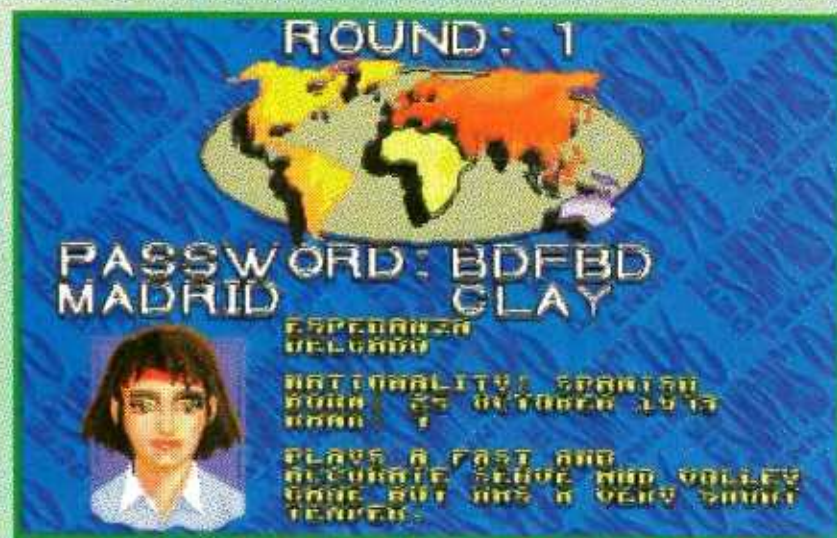 ROUND: 1
PASSWORD: BDFBD
MADRID CLAY
ESPERANZA
DELGADO
NATIONALITY: SPANISH
BORN: OCTOBER
RANK:
PLAYS A FAST AND
ACCURATE SERVE AND VOLLEY
GAME BUT HAS A VERY SHORT
TEMPER.